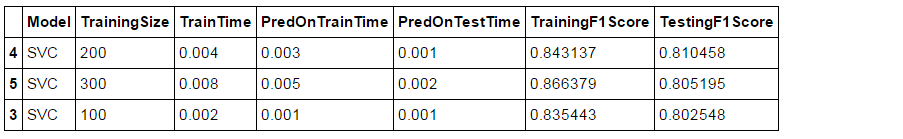 Model TrainingSize TrainTime PredOnTrainTime PredOnTestTime TrainingF1Score TestingF1Score
4 SVC 200 0.004 0.003 0.001 0.843137 0.810458
5 SVC 300 0.008 0.005 0.002 0.866379 0.805195
3 SVC 100 0.002 0.001 0.001 0.835443 0.802548